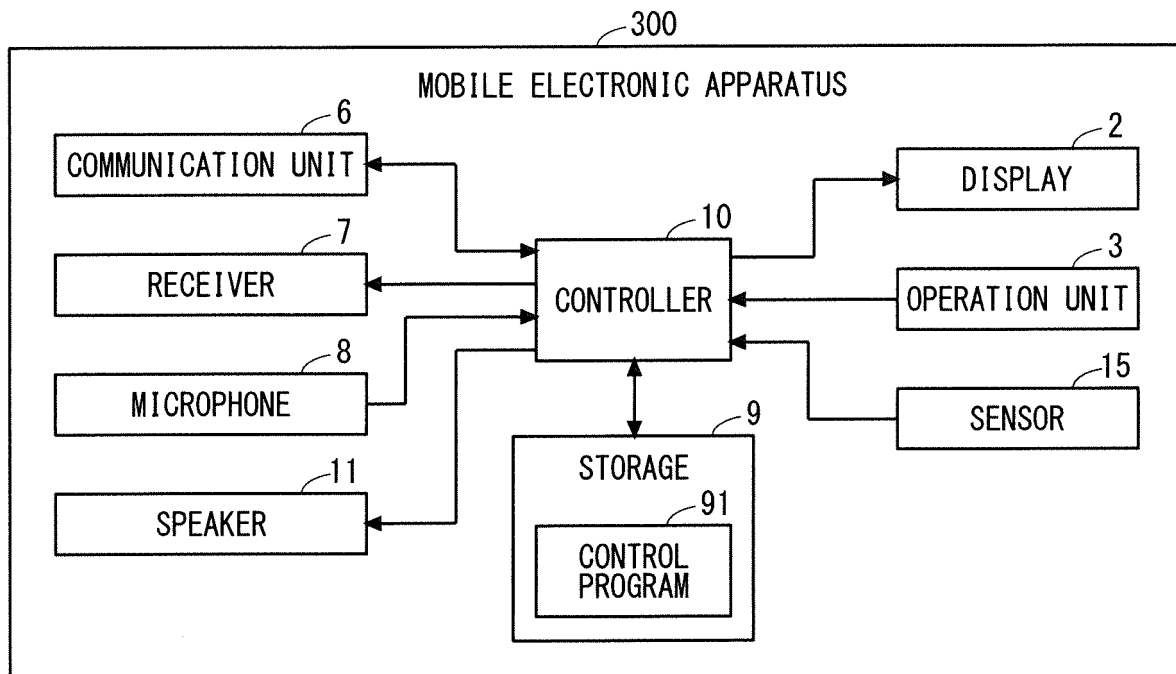 300
MOBILE ELECTRONIC APPARATUS
6
COMMUNICATION UNIT
7
RECEIVER
8
MICROPHONE
11
SPEAKER
10
CONTROLLER
9
STORAGE
91
CONTROL
PROGRAM
2
DISPLAY
3
OPERATION UNIT
15
SENSOR